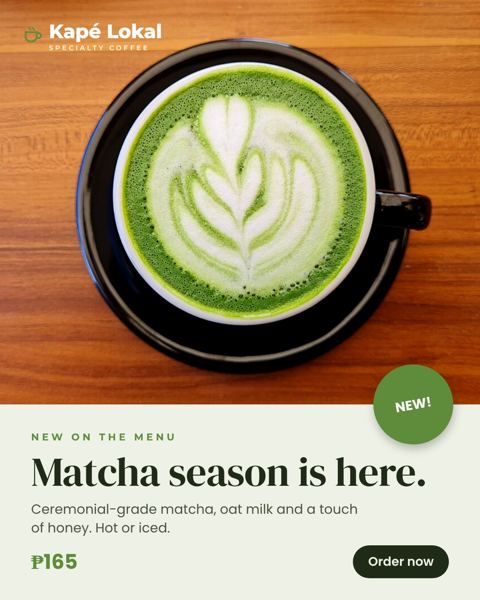 Kapé Lokal
SPECIALTY COFFEE
NEW!
NEW ON THE MENU
Matcha season is here.
Ceremonial-grade matcha, oat milk and a touch
of honey. Hot or iced.
₱165
Order now